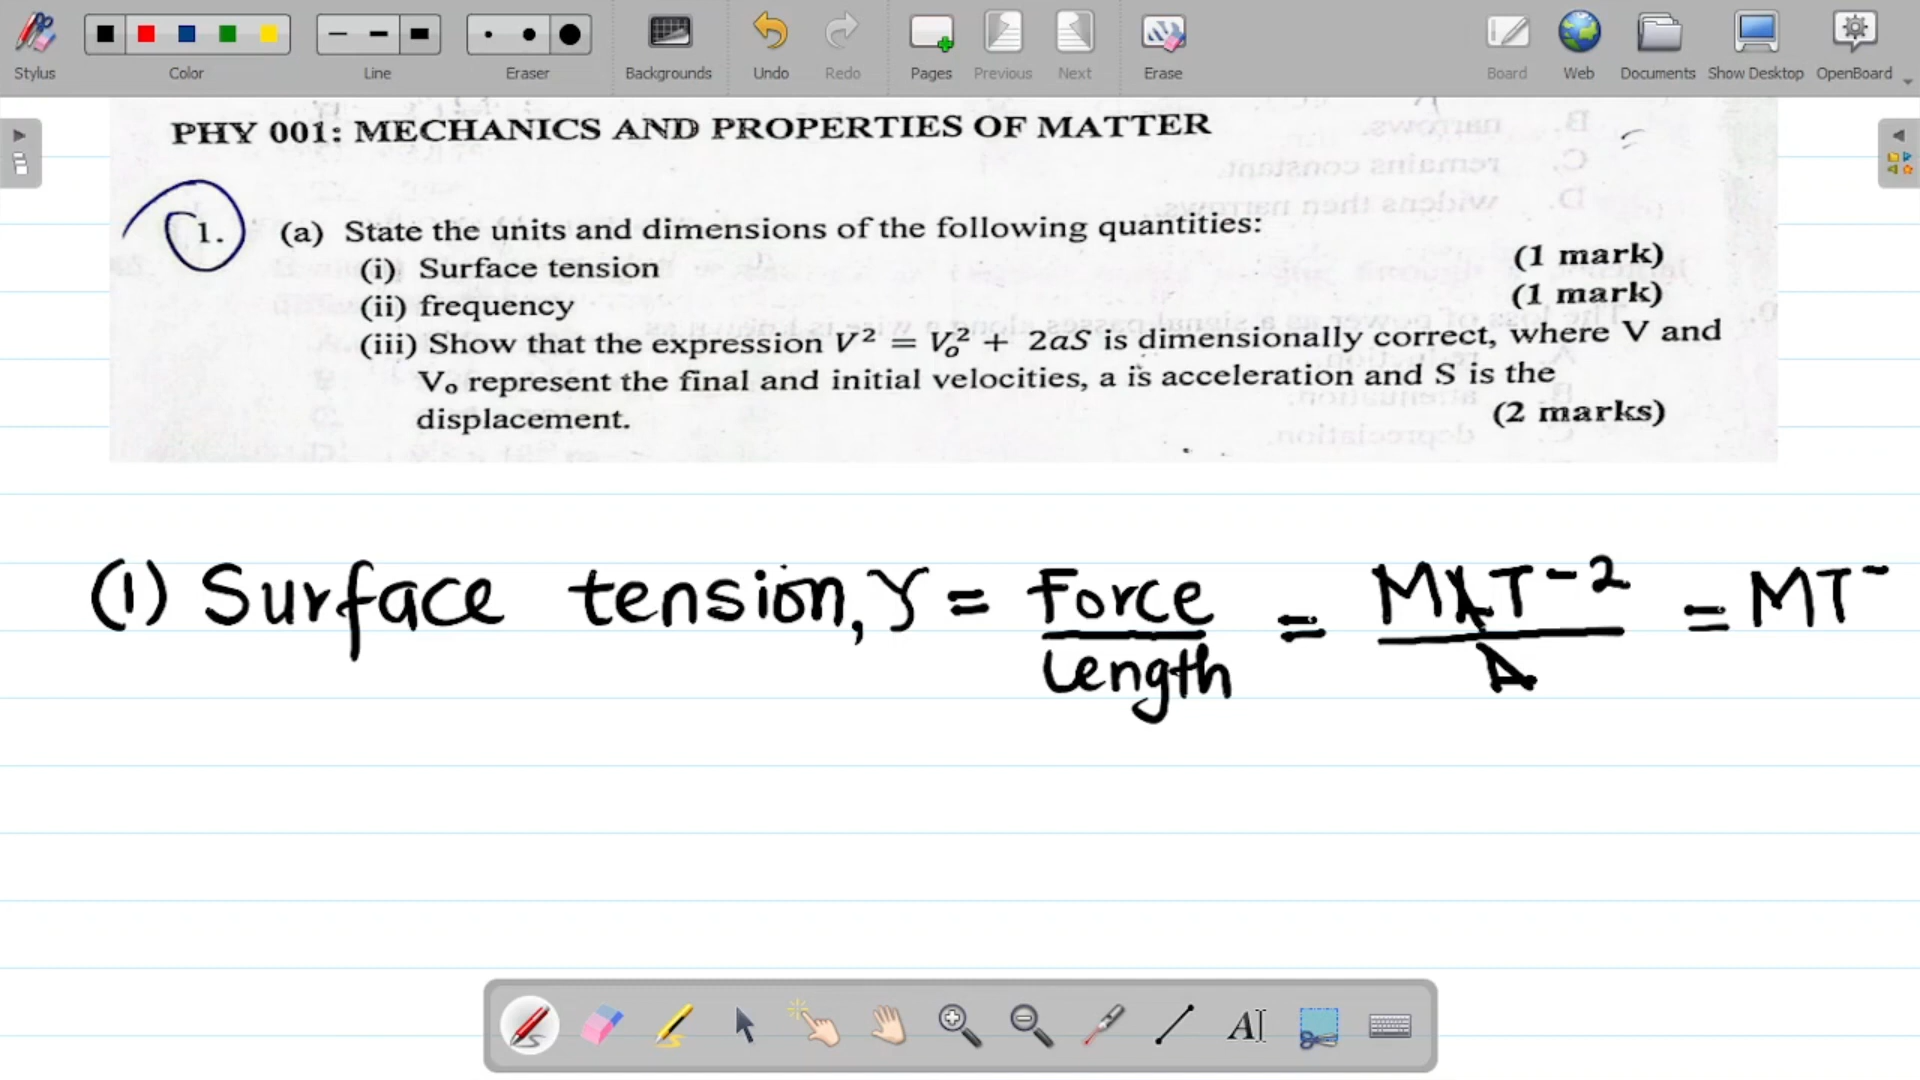 Stylus Color Line Eraser Backgrounds Undo Redo Pages Previous Next Erase Board Web Documents Show Desktop OpenBoard
PHY 001: MECHANICS AND PROPERTIES OF MATTER
1. (a) State the units and dimensions of the following quantities:
(i) Surface tension (1 mark)
(ii) frequency (1 mark)
(iii) Show that the expression V² = V₀² + 2aS is dimensionally correct, where V and
V₀ represent the final and initial velocities, a is acceleration and S is the
displacement. (2 marks)
(1) Surface tension, γ = Force / Length = MLT⁻² / L = MT⁻